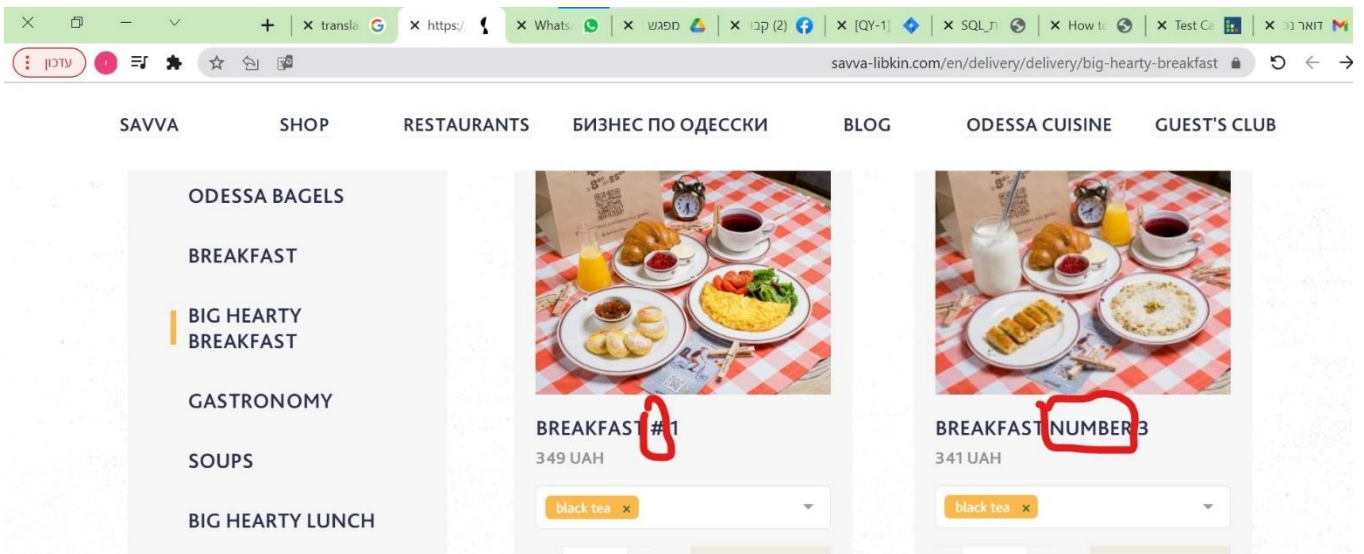 transla
https:/
Whats
מפגש
(2) קבו
[QY-1]
SQL_ת
How to
Test Ca
דואר נכ
עדכון
savva-libkin.com/en/delivery/delivery/big-hearty-breakfast
SAVVA SHOP RESTAURANTS БИЗНЕС ПО ОДЕССКИ BLOG ODESSA CUISINE GUEST'S CLUB
ODESSA BAGELS
BREAKFAST
BIG HEARTY
BREAKFAST
GASTRONOMY
SOUPS
BIG HEARTY LUNCH
BREAKFAST # 1
349 UAH
black tea ×
BREAKFAST NUMBER 3
341 UAH
black tea ×